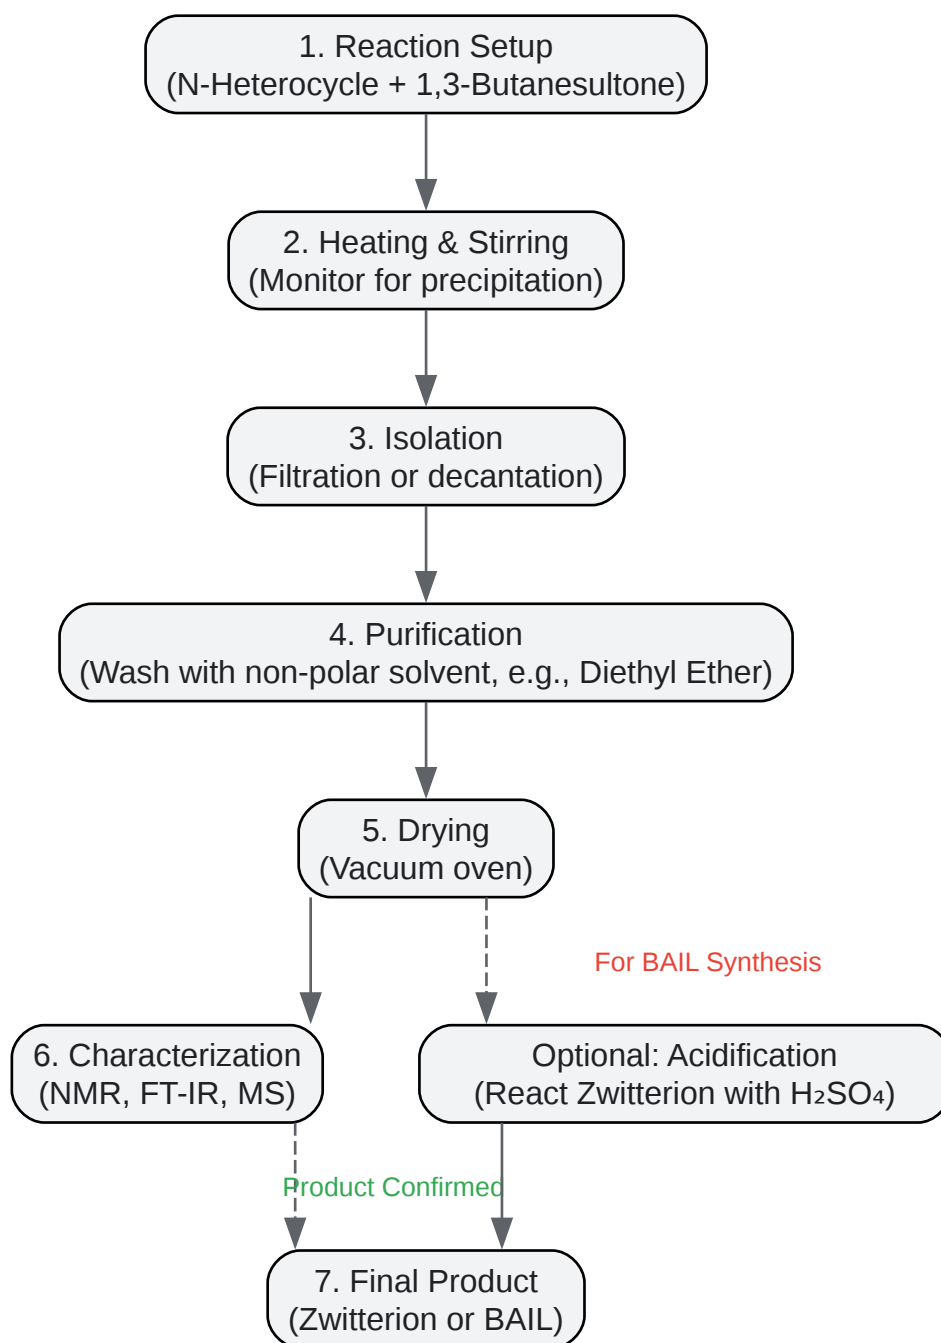 1. Reaction Setup
(N-Heterocycle + 1,3-Butanesultone)
2. Heating & Stirring
(Monitor for precipitation)
3. Isolation
(Filtration or decantation)
4. Purification
(Wash with non-polar solvent, e.g., Diethyl Ether)
5. Drying
(Vacuum oven)
For BAIL Synthesis
6. Characterization
(NMR, FT-IR, MS)
Optional: Acidification
(React Zwitterion with H₂SO₄)
Product Confirmed
7. Final Product
(Zwitterion or BAIL)